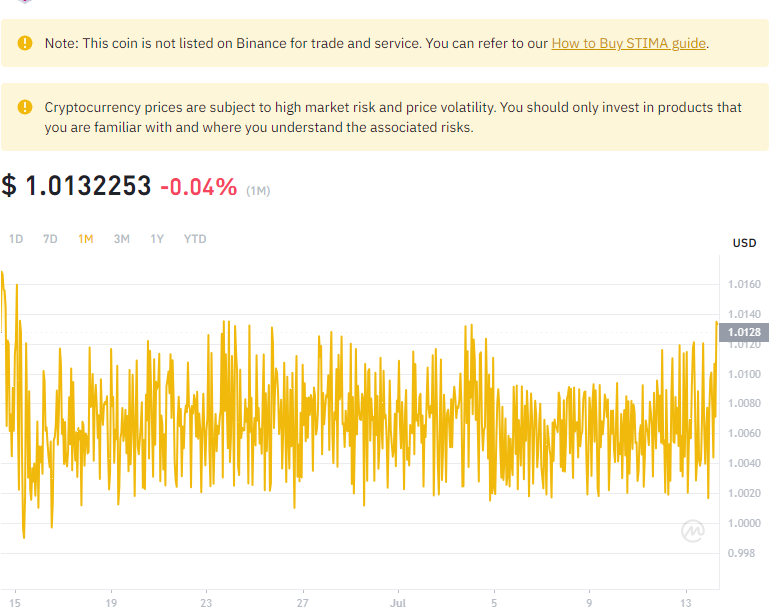 Note: This coin is not listed on Binance for trade and service. You can refer to our How to Buy STIMA guide.
Cryptocurrency prices are subject to high market risk and price volatility. You should only invest in products that
you are familiar with and where you understand the associated risks.
$ 1.0132253 -0.04% (1M)
1D 7D 1M 3M 1Y YTD
USD
1.0160
1.0140
1.0128
1.0120
1.0100
1.0080
1.0060
1.0040
1.0020
1.0000
0.998
15 19 23 27 Jul 5 9 13